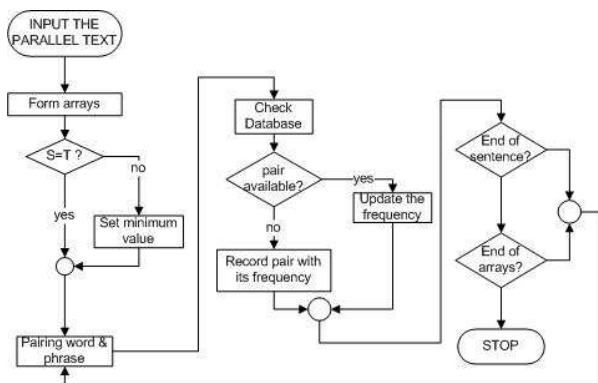 INPUT THE
PARALLEL TEXT
Form arrays
S=T ?
no
yes
Set minimum
value
Pairing word &
phrase
Check
Database
pair
available?
yes
Update the
frequency
no
Record pair with
its frequency
End of
sentence?
End of
arrays?
STOP